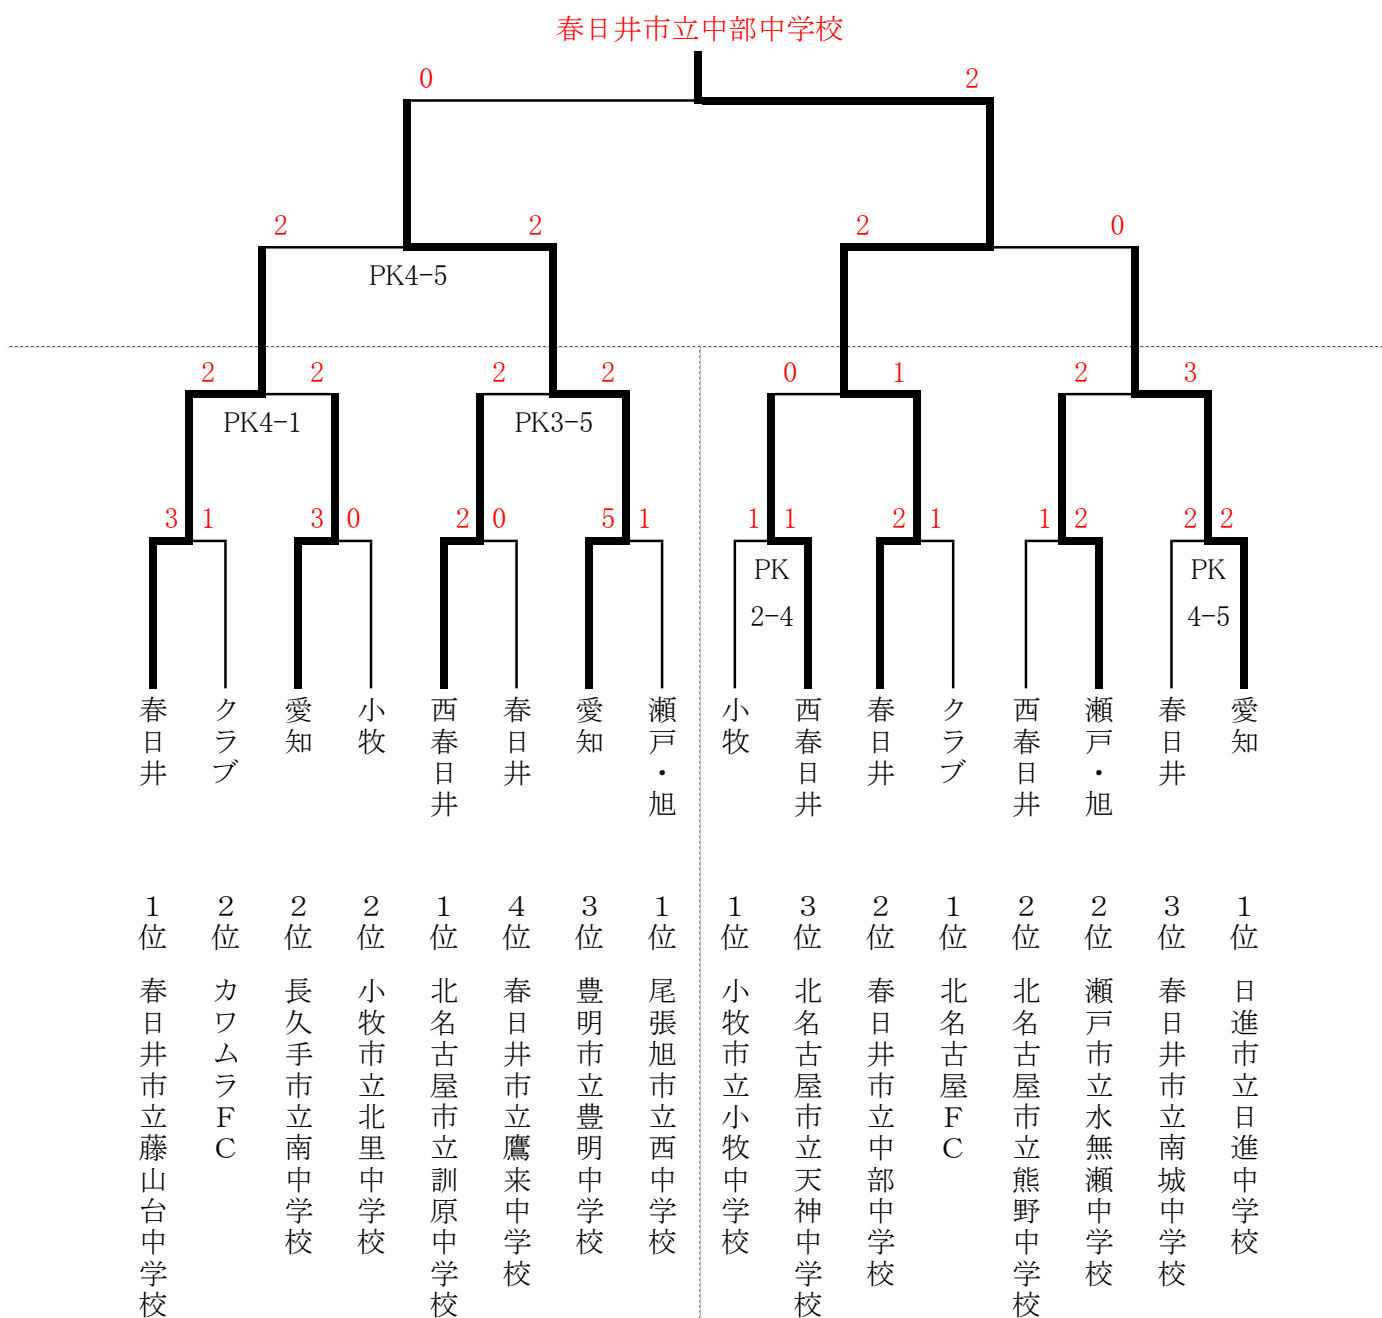 春日井市立中部中学校
0 2
2 2 2 0
PK4-5
2 2 2 2 0 1 2 3
PK4-1 PK3-5
3 1 3 0 2 0 5 1 1 1 2 1 1 2 2 2
PK PK
2-4 4-5
春日井
クラブ
愛知
小牧
西春日井
春日井
愛知
瀬戸・旭
小牧
西春日井
春日井
クラブ
西春日井
瀬戸・旭
春日井
愛知
1位 春日井市立藤山台中学校
2位 カワムラFC
2位 長久手市立南中学校
2位 小牧市立北里中学校
1位 北名古屋市立訓原中学校
4位 春日井市立鷹来中学校
3位 豊明市立豊明中学校
1位 尾張旭市立西中学校
1位 小牧市立小牧中学校
3位 北名古屋市立天神中学校
2位 春日井市立中部中学校
1位 北名古屋FC
2位 北名古屋市立熊野中学校
2位 瀬戸市立水無瀬中学校
3位 春日井市立南城中学校
1位 日進市立日進中学校